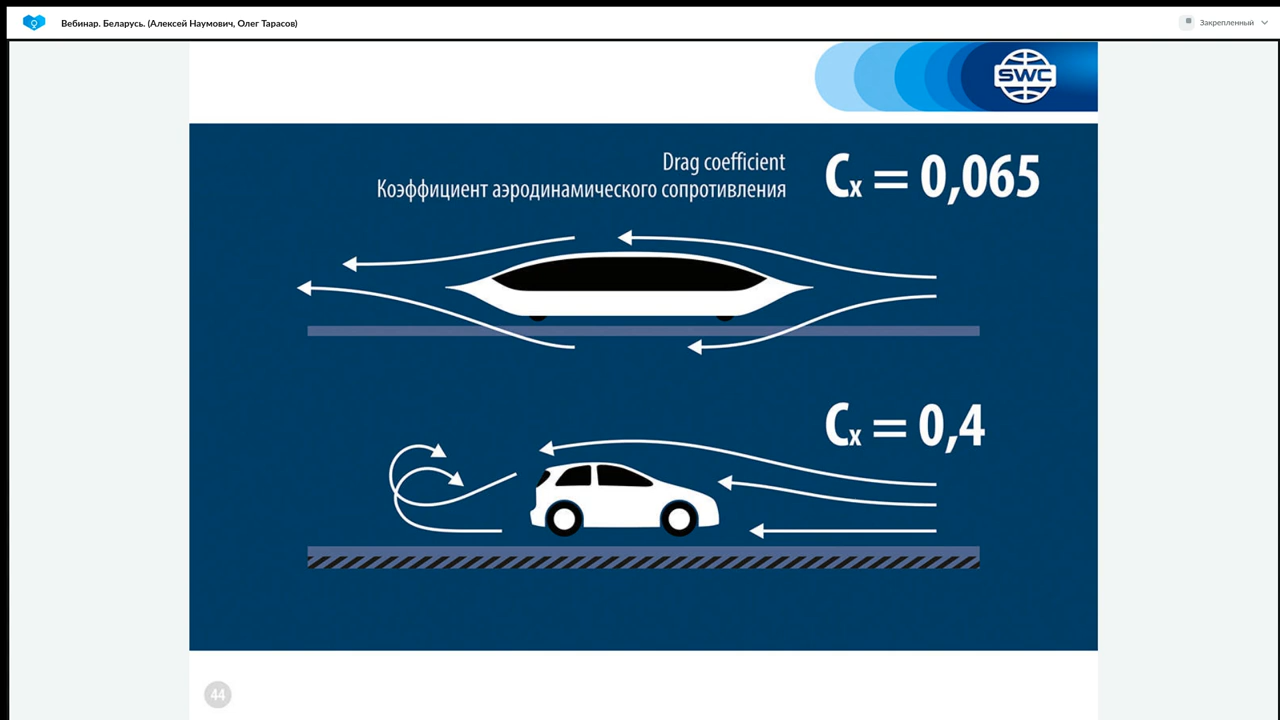 Вебинар. Беларусь. (Алексей Наумович, Олег Тарасов)
Закрепленный
SWC
Drag coefficient
Коэффициент аэродинамического сопротивления
Cx = 0,065
Cx = 0,4
44